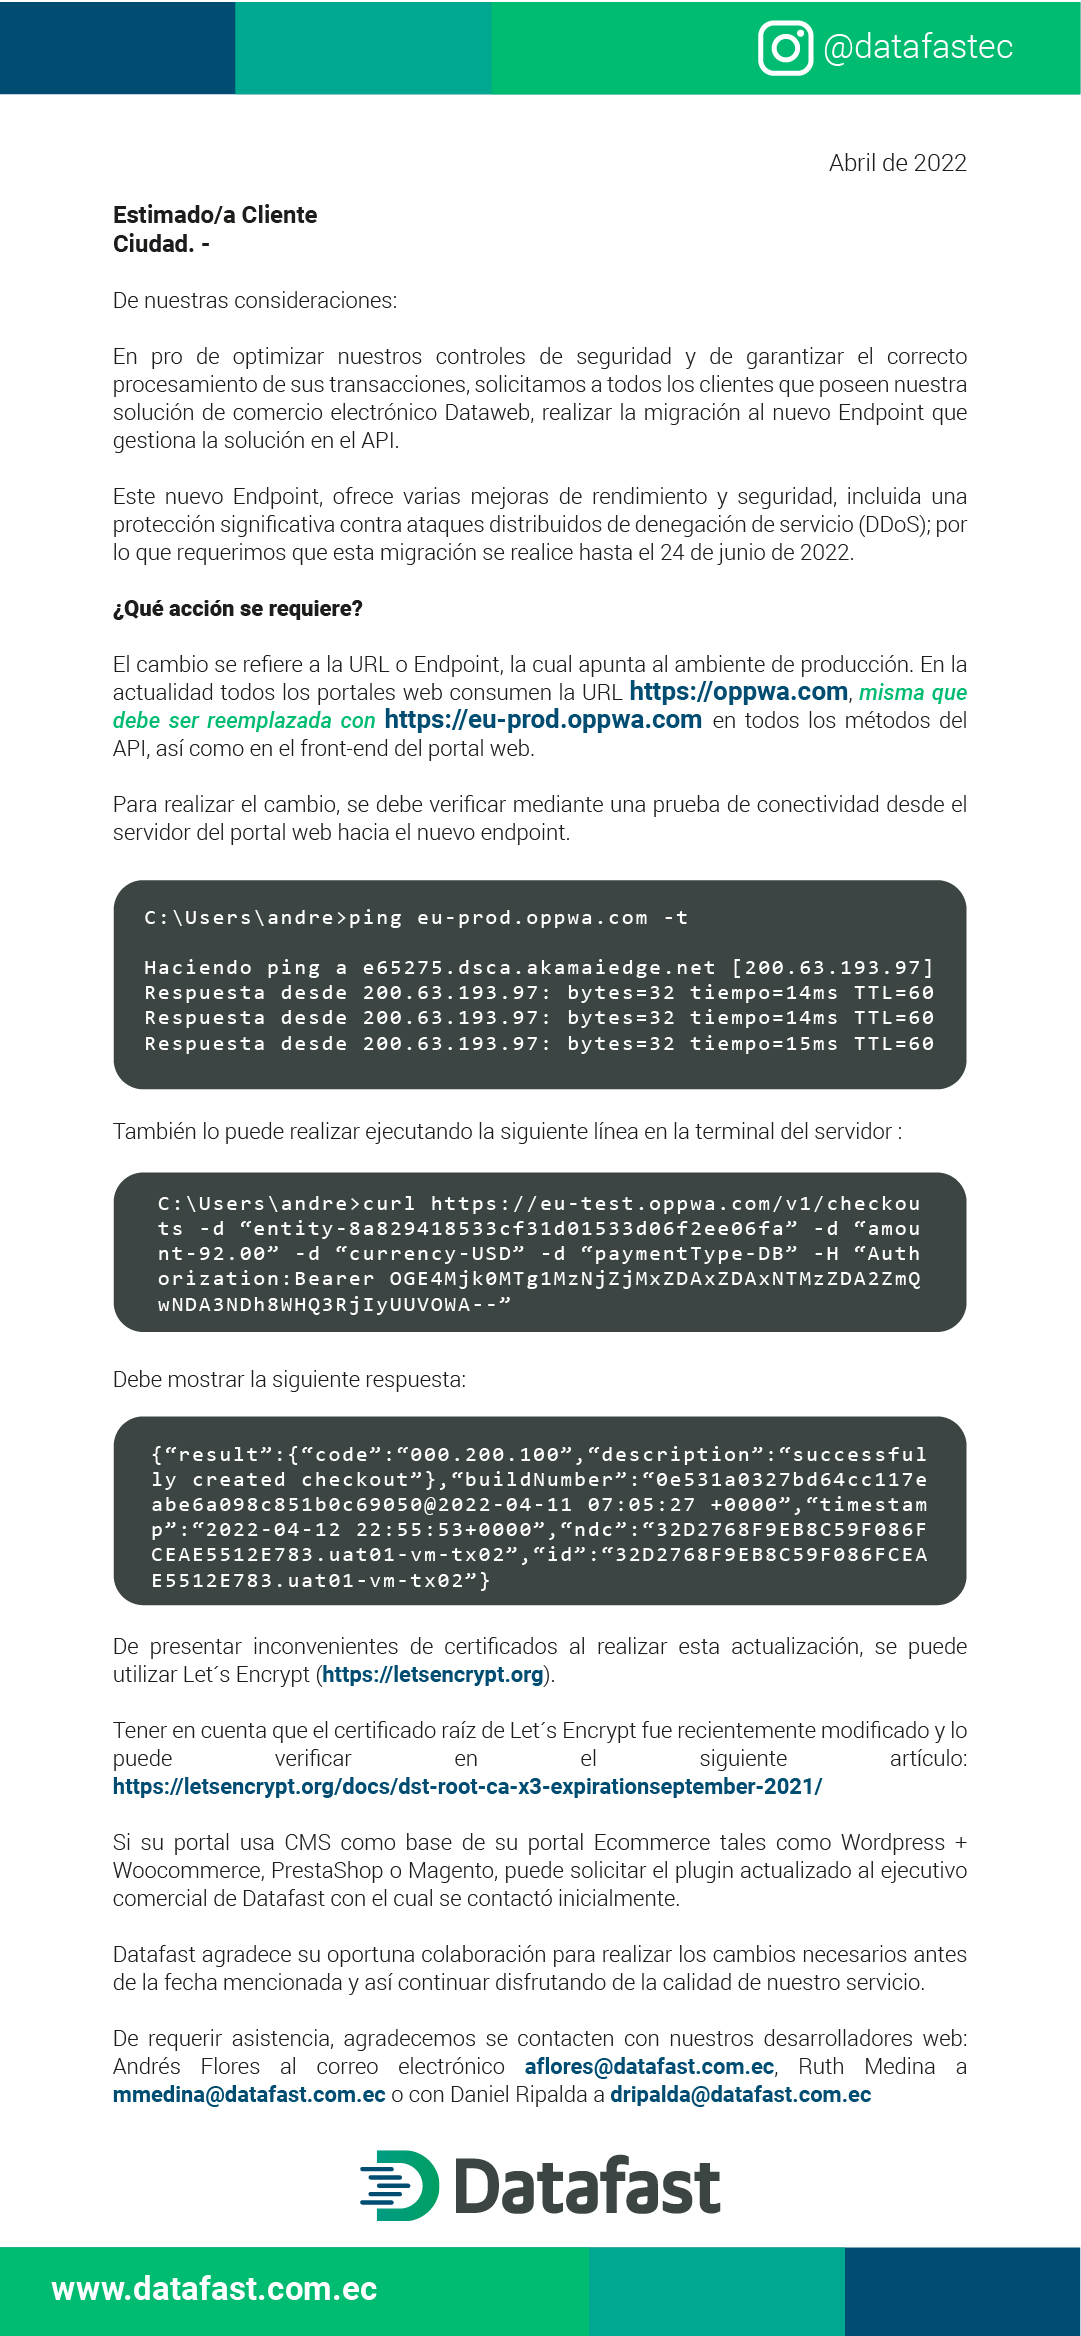 @datafastec
Abril de 2022
Estimado/a Cliente
Ciudad. -
De nuestras consideraciones:
En pro de optimizar nuestros controles de seguridad y de garantizar el correcto
procesamiento de sus transacciones, solicitamos a todos los clientes que poseen nuestra
solución de comercio electrónico Dataweb, realizar la migración al nuevo Endpoint que
gestiona la solución en el API.
Este nuevo Endpoint, ofrece varias mejoras de rendimiento y seguridad, incluida una
protección significativa contra ataques distribuidos de denegación de servicio (DDoS); por
lo que requerimos que esta migración se realice hasta el 24 de junio de 2022.
¿Qué acción se requiere?
El cambio se refiere a la URL o Endpoint, la cual apunta al ambiente de producción. En la
actualidad todos los portales web consumen la URL https://oppwa.com, misma que
debe ser reemplazada con https://eu-prod.oppwa.com en todos los métodos del
API, así como en el front-end del portal web.
Para realizar el cambio, se debe verificar mediante una prueba de conectividad desde el
servidor del portal web hacia el nuevo endpoint.
C:\Users\andre>ping eu-prod.oppwa.com -t
Haciendo ping a e65275.dsca.akamaiedge.net [200.63.193.97]
Respuesta desde 200.63.193.97: bytes=32 tiempo=14ms TTL=60
Respuesta desde 200.63.193.97: bytes=32 tiempo=14ms TTL=60
Respuesta desde 200.63.193.97: bytes=32 tiempo=15ms TTL=60
También lo puede realizar ejecutando la siguiente línea en la terminal del servidor :
C:\Users\andre>curl https://eu-test.oppwa.com/v1/checkou
ts -d “entity-8a829418533cf31d01533d06f2ee06fa” -d “amou
nt-92.00” -d “currency-USD” -d “paymentType-DB” -H “Auth
orization:Bearer OGE4Mjk0MTg1MzNjZjMxZDAxZDAxNTMzZDA2ZmQ
wNDA3NDh8WHQ3RjIyUUVOWA--”
Debe mostrar la siguiente respuesta:
{“result”:{“code”:“000.200.100”,“description”:“successful
ly created checkout”},“buildNumber”:“0e531a0327bd64cc117e
abe6a098c851b0c69050@2022-04-11 07:05:27 +0000”,“timestam
p”:“2022-04-12 22:55:53+0000”,“ndc”:“32D2768F9EB8C59F086F
CEAE5512E783.uat01-vm-tx02”,“id”:“32D2768F9EB8C59F086FCEA
E5512E783.uat01-vm-tx02”}
De presentar inconvenientes de certificados al realizar esta actualización, se puede
utilizar Let´s Encrypt (https://letsencrypt.org).
Tener en cuenta que el certificado raíz de Let´s Encrypt fue recientemente modificado y lo
puede verificar en el siguiente artículo:
https://letsencrypt.org/docs/dst-root-ca-x3-expirationseptember-2021/
Si su portal usa CMS como base de su portal Ecommerce tales como Wordpress +
Woocommerce, PrestaShop o Magento, puede solicitar el plugin actualizado al ejecutivo
comercial de Datafast con el cual se contactó inicialmente.
Datafast agradece su oportuna colaboración para realizar los cambios necesarios antes
de la fecha mencionada y así continuar disfrutando de la calidad de nuestro servicio.
De requerir asistencia, agradecemos se contacten con nuestros desarrolladores web:
Andrés Flores al correo electrónico aflores@datafast.com.ec, Ruth Medina a
mmedina@datafast.com.ec o con Daniel Ripalda a dripalda@datafast.com.ec
Datafast
www.datafast.com.ec